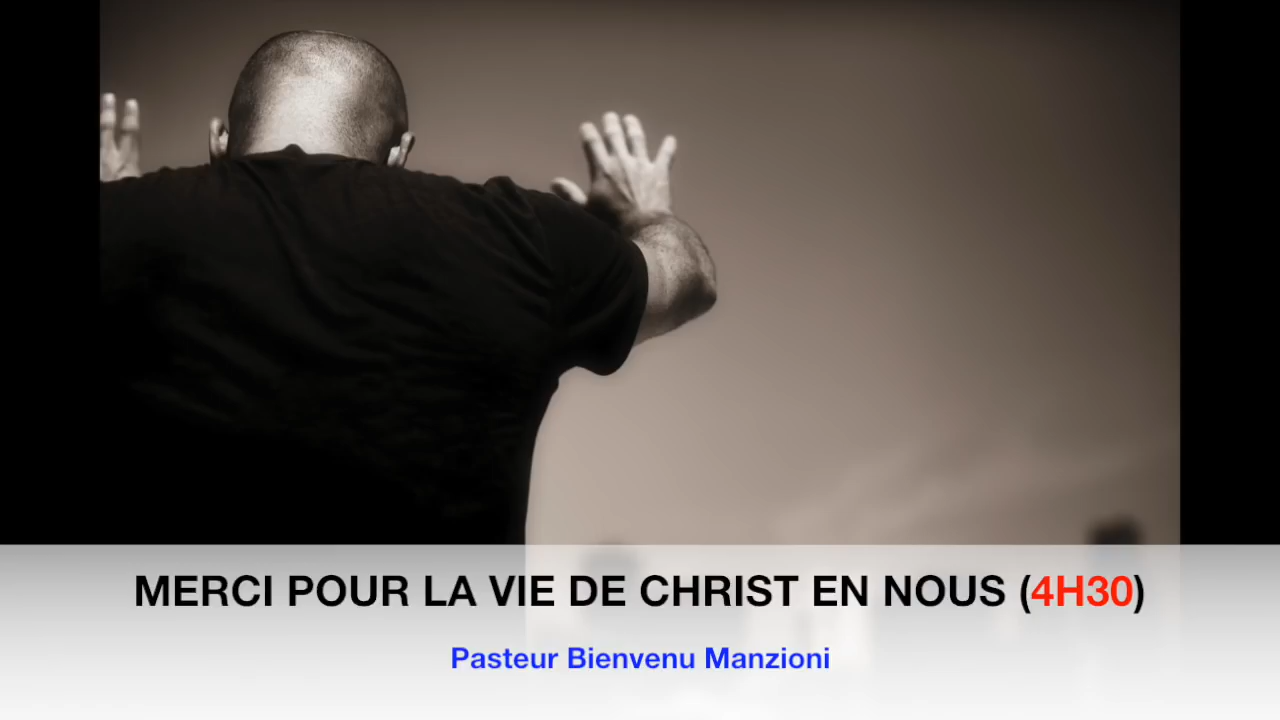 MERCI POUR LA VIE DE CHRIST EN NOUS (4H30)
Pasteur Bienvenu Manzioni